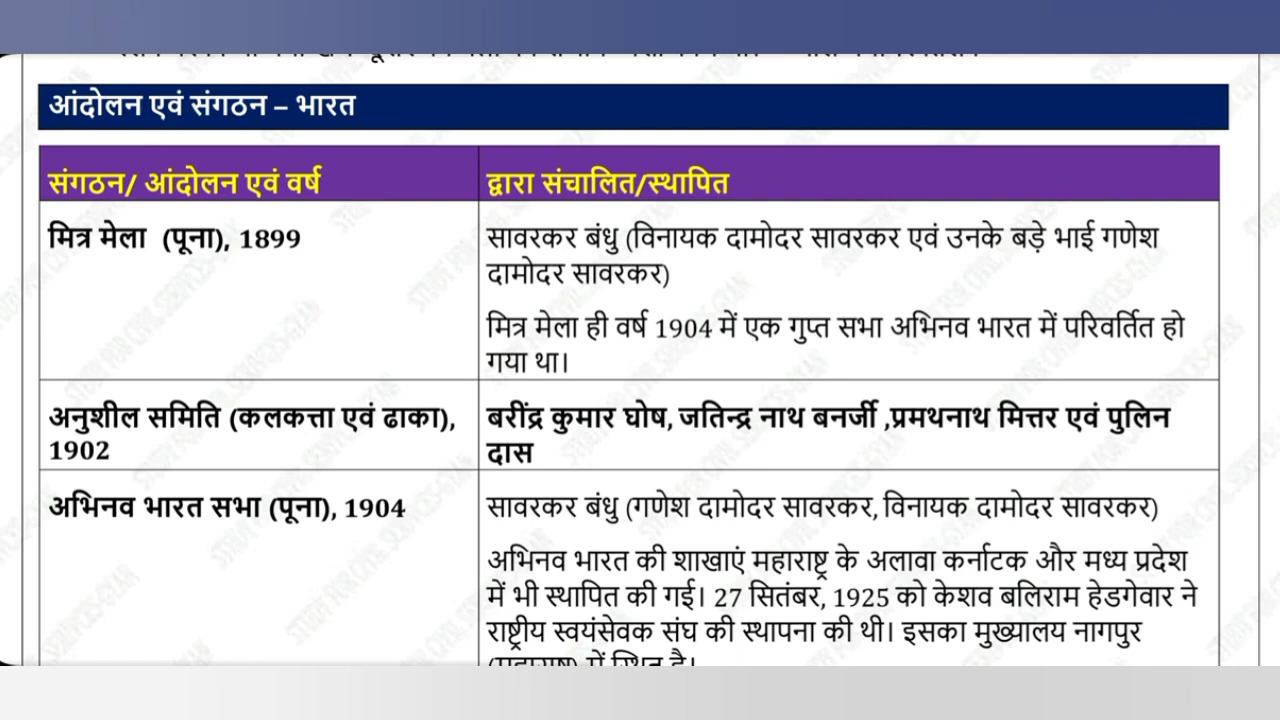 आंदोलन एवं संगठन – भारत
संगठन/ आंदोलन एवं वर्ष
द्वारा संचालित/स्थापित
मित्र मेला (पूना), 1899
सावरकर बंधु (विनायक दामोदर सावरकर एवं उनके बड़े भाई गणेश
दामोदर सावरकर)
मित्र मेला ही वर्ष 1904 में एक गुप्त सभा अभिनव भारत में परिवर्तित हो
गया था।
अनुशील समिति (कलकत्ता एवं ढाका),
1902
बरींद्र कुमार घोष, जतिन्द्र नाथ बनर्जी ,प्रमथनाथ मित्तर एवं पुलिन
दास
अभिनव भारत सभा (पूना), 1904
सावरकर बंधु (गणेश दामोदर सावरकर, विनायक दामोदर सावरकर)
अभिनव भारत की शाखाएं महाराष्ट्र के अलावा कर्नाटक और मध्य प्रदेश
में भी स्थापित की गई। 27 सितंबर, 1925 को केशव बलिराम हेडगेवार ने
राष्ट्रीय स्वयंसेवक संघ की स्थापना की थी। इसका मुख्यालय नागपुर
(महाराष्ट्र) में स्थित है।